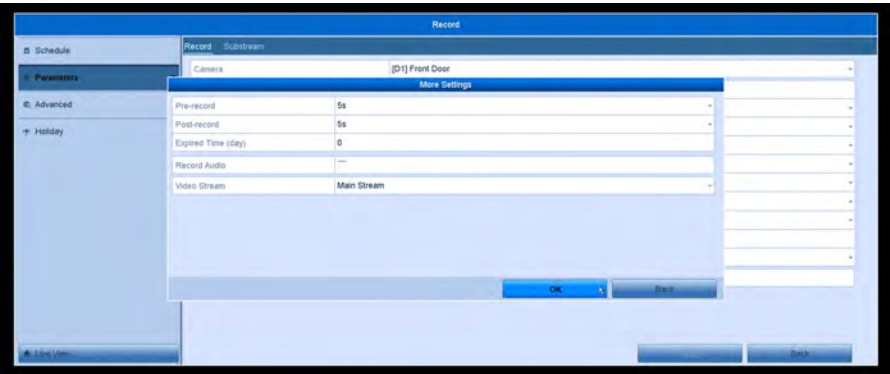 Record
Schedule
Parameters
Advanced
Holiday
Live View
Record Substream
Camera [D1] Front Door
More Settings
Pre-record 5s
Post-record 5s
Expired Time (day) 0
Record Audio
Video Stream Main Stream
OK Back
Back